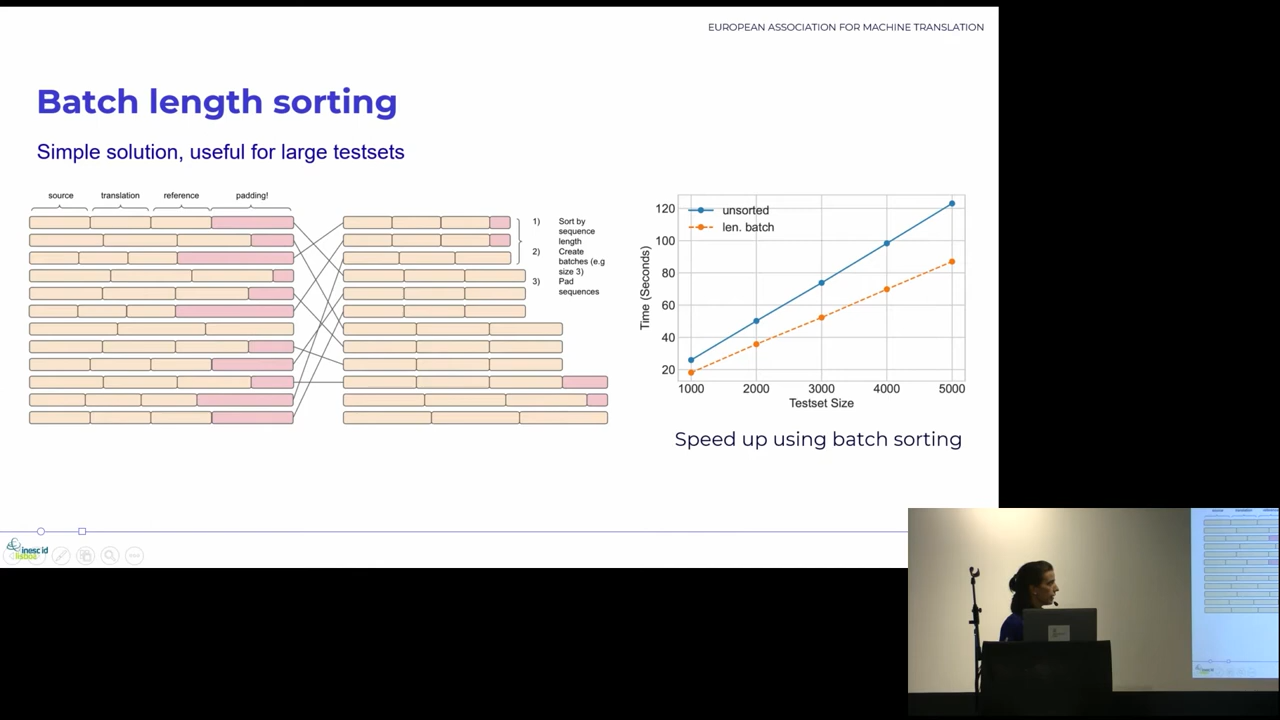 EUROPEAN ASSOCIATION FOR MACHINE TRANSLATION
Batch length sorting
Simple solution, useful for large testsets
source translation reference padding!
1) Sort by
sequence
length
2) Create
batches (e.g
size 3)
3) Pad
sequences
unsorted
len. batch
Time (Seconds)
120
100
80
60
40
20
1000 2000 3000 4000 5000
Testset Size
Speed up using batch sorting
inesc id
lisboa